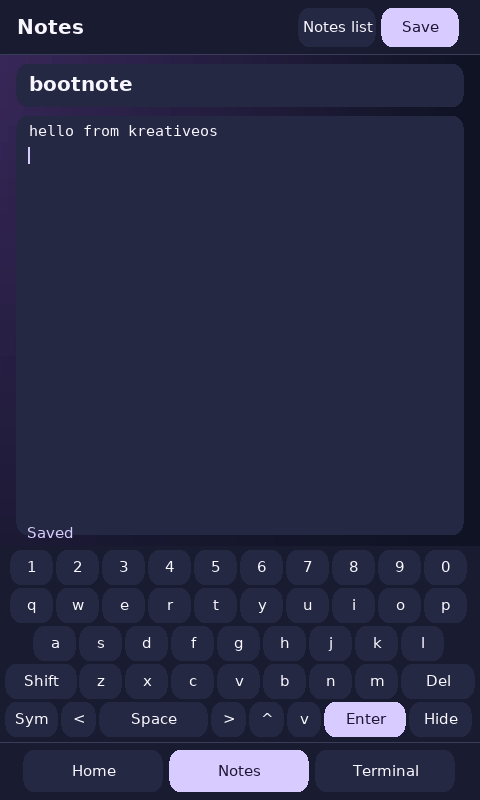 Notes Notes list Save
bootnote
hello from kreativeos
Saved
1 2 3 4 5 6 7 8 9 0
q w e r t y u i o p
a s d f g h j k l
Shift z x c v b n m Del
Sym < Space > ^ v Enter Hide
Home Notes Terminal